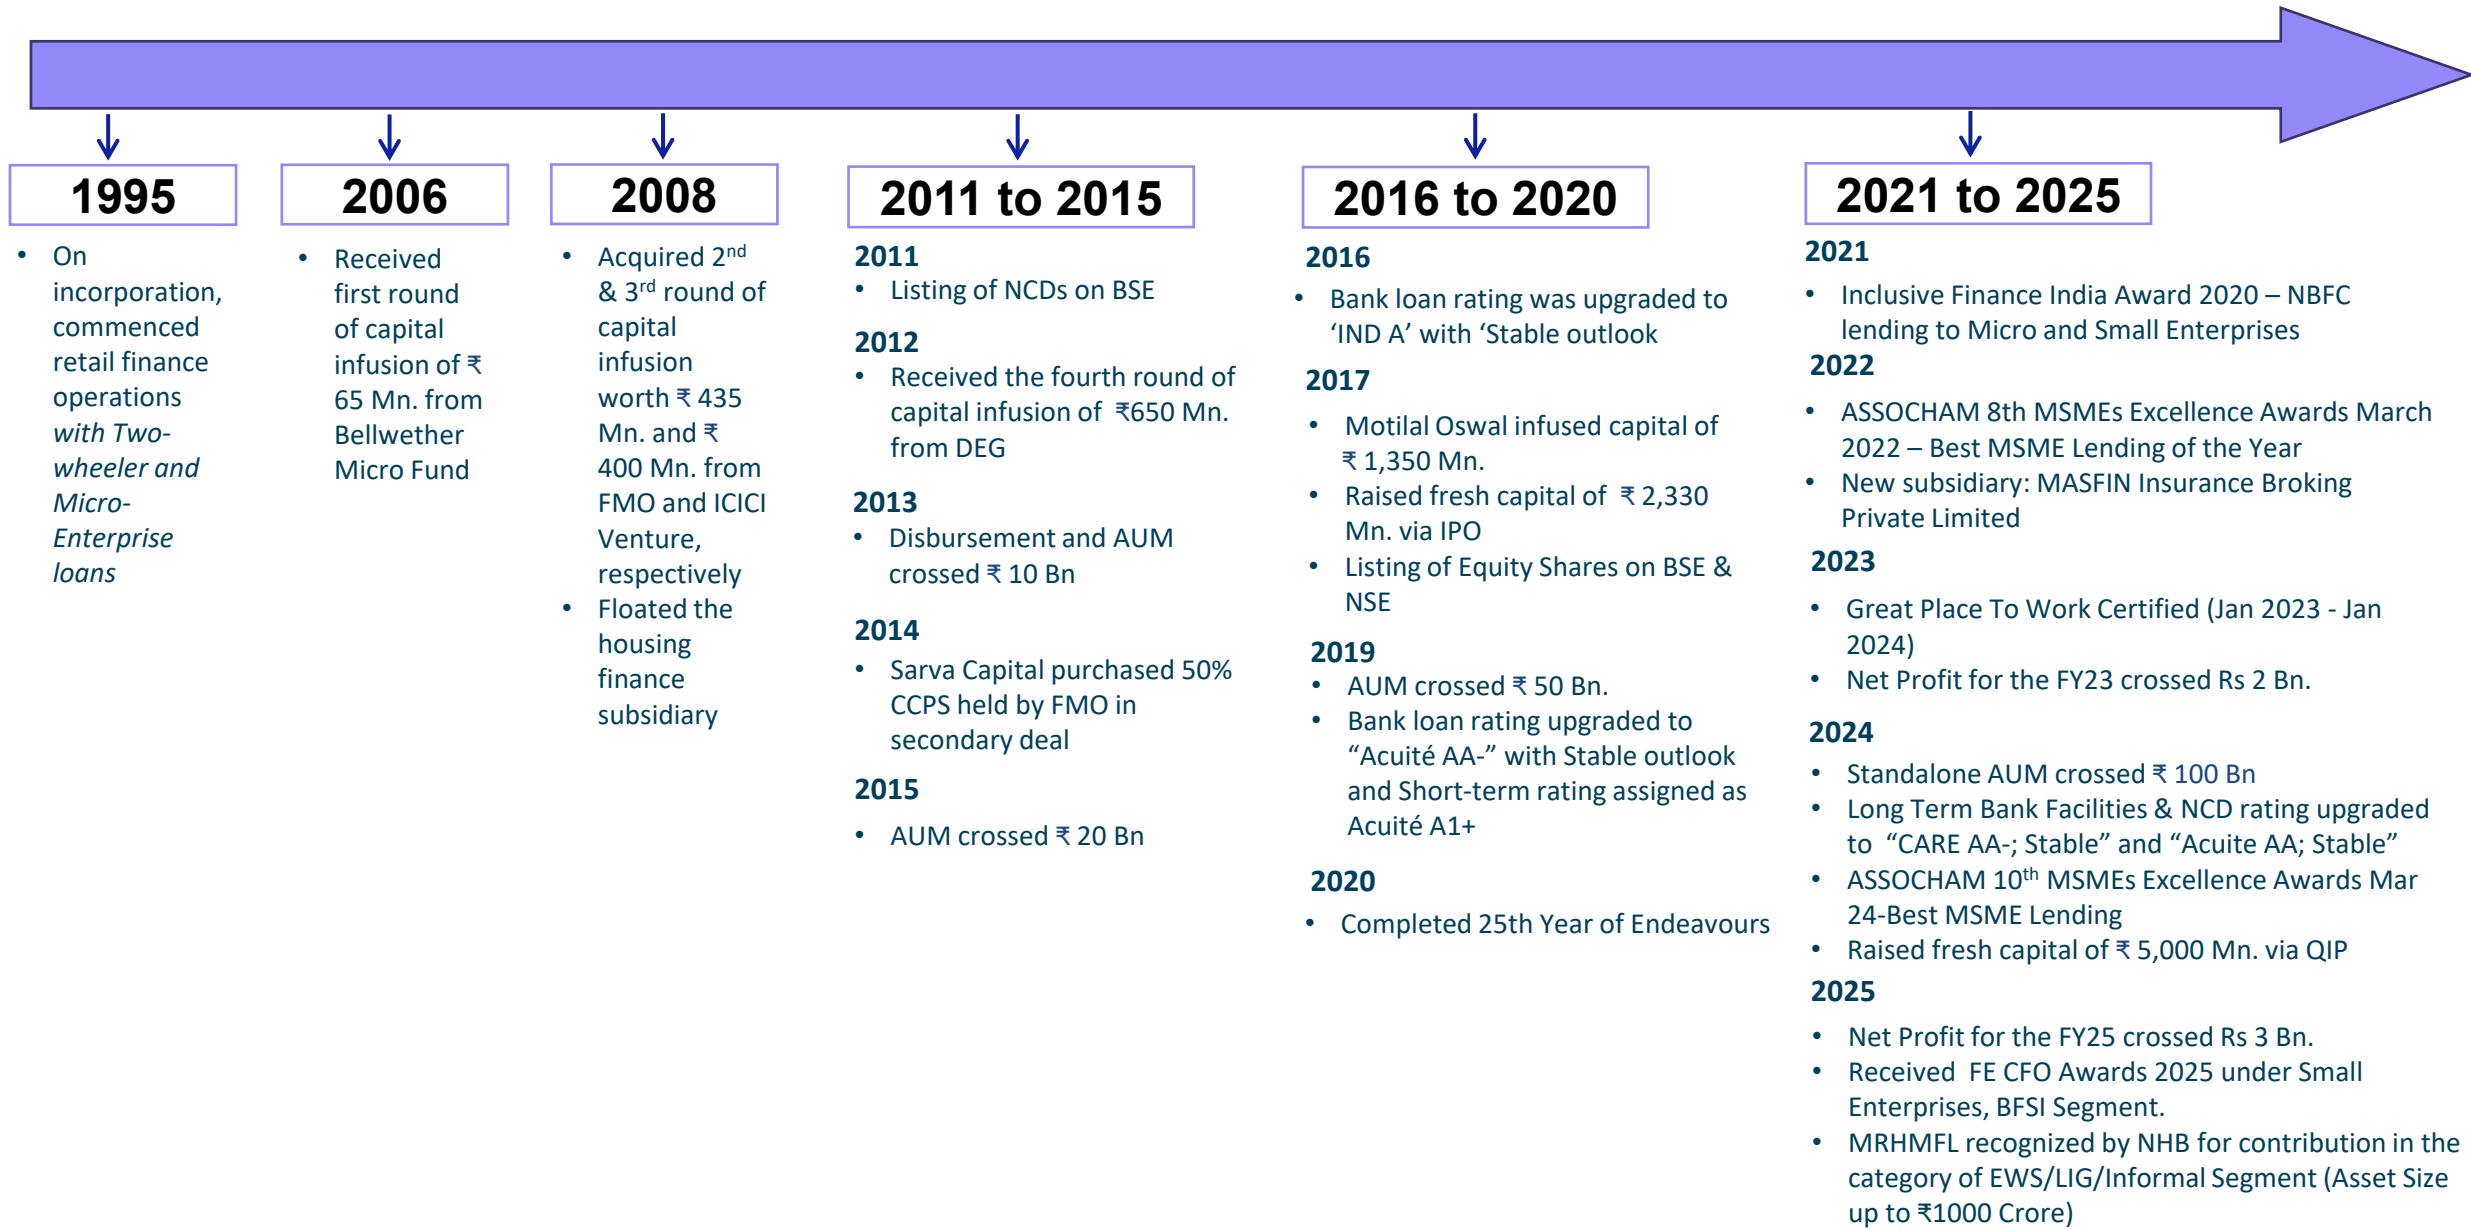 1995
• On
incorporation,
commenced
retail finance
operations
with Two-
wheeler and
Micro-
Enterprise
loans
2006
• Received
first round
of capital
infusion of ₹
65 Mn. from
Bellwether
Micro Fund
2008
• Acquired 2nd
& 3rd round of
capital
infusion
worth ₹ 435
Mn. and ₹
400 Mn. from
FMO and ICICI
Venture,
respectively
• Floated the
housing
finance
subsidiary
2011 to 2015
2011
• Listing of NCDs on BSE
2012
• Received the fourth round of
capital infusion of ₹650 Mn.
from DEG
2013
• Disbursement and AUM
crossed ₹ 10 Bn
2014
• Sarva Capital purchased 50%
CCPS held by FMO in
secondary deal
2015
• AUM crossed ₹ 20 Bn
2016 to 2020
2016
• Bank loan rating was upgraded to
‘IND A’ with ‘Stable outlook
2017
• Motilal Oswal infused capital of
₹ 1,350 Mn.
• Raised fresh capital of ₹ 2,330
Mn. via IPO
• Listing of Equity Shares on BSE &
NSE
2019
• AUM crossed ₹ 50 Bn.
• Bank loan rating upgraded to
“Acuité AA-” with Stable outlook
and Short-term rating assigned as
Acuité A1+
2020
• Completed 25th Year of Endeavours
2021 to 2025
2021
• Inclusive Finance India Award 2020 – NBFC
lending to Micro and Small Enterprises
2022
• ASSOCHAM 8th MSMEs Excellence Awards March
2022 – Best MSME Lending of the Year
• New subsidiary: MASFIN Insurance Broking
Private Limited
2023
• Great Place To Work Certified (Jan 2023 - Jan
2024)
• Net Profit for the FY23 crossed Rs 2 Bn.
2024
• Standalone AUM crossed ₹ 100 Bn
• Long Term Bank Facilities & NCD rating upgraded
to “CARE AA-; Stable” and “Acuite AA; Stable”
• ASSOCHAM 10th MSMEs Excellence Awards Mar
24-Best MSME Lending
• Raised fresh capital of ₹ 5,000 Mn. via QIP
2025
• Net Profit for the FY25 crossed Rs 3 Bn.
• Received FE CFO Awards 2025 under Small
Enterprises, BFSI Segment.
• MRHMFL recognized by NHB for contribution in the
category of EWS/LIG/Informal Segment (Asset Size
up to ₹1000 Crore)